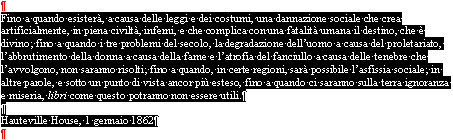 ¶
Fino a quando esisterà, a causa delle leggi e dei costumi, una dannazione sociale che crea
artificialmente, in piena civiltà, inferni, e che complica con una fatalità umana il destino, che è
divino; fino a quando i tre problemi del secolo, la degradazione dell'uomo a causa del proletariato,
l'abbrutimento della donna a causa della fame e l'atrofia del fanciullo a causa delle tenebre che
l'avvolgono, non saranno risolti; fino a quando, in certe regioni, sarà possibile l'asfissia sociale; in
altre parole, e sotto un punto di vista ancor più esteso, fino a quando ci saranno sulla terra ignoranza
e miseria, libri come questo potranno non essere utili.¶
¶
Hauteville House, 1 gennaio 1862¶
¶